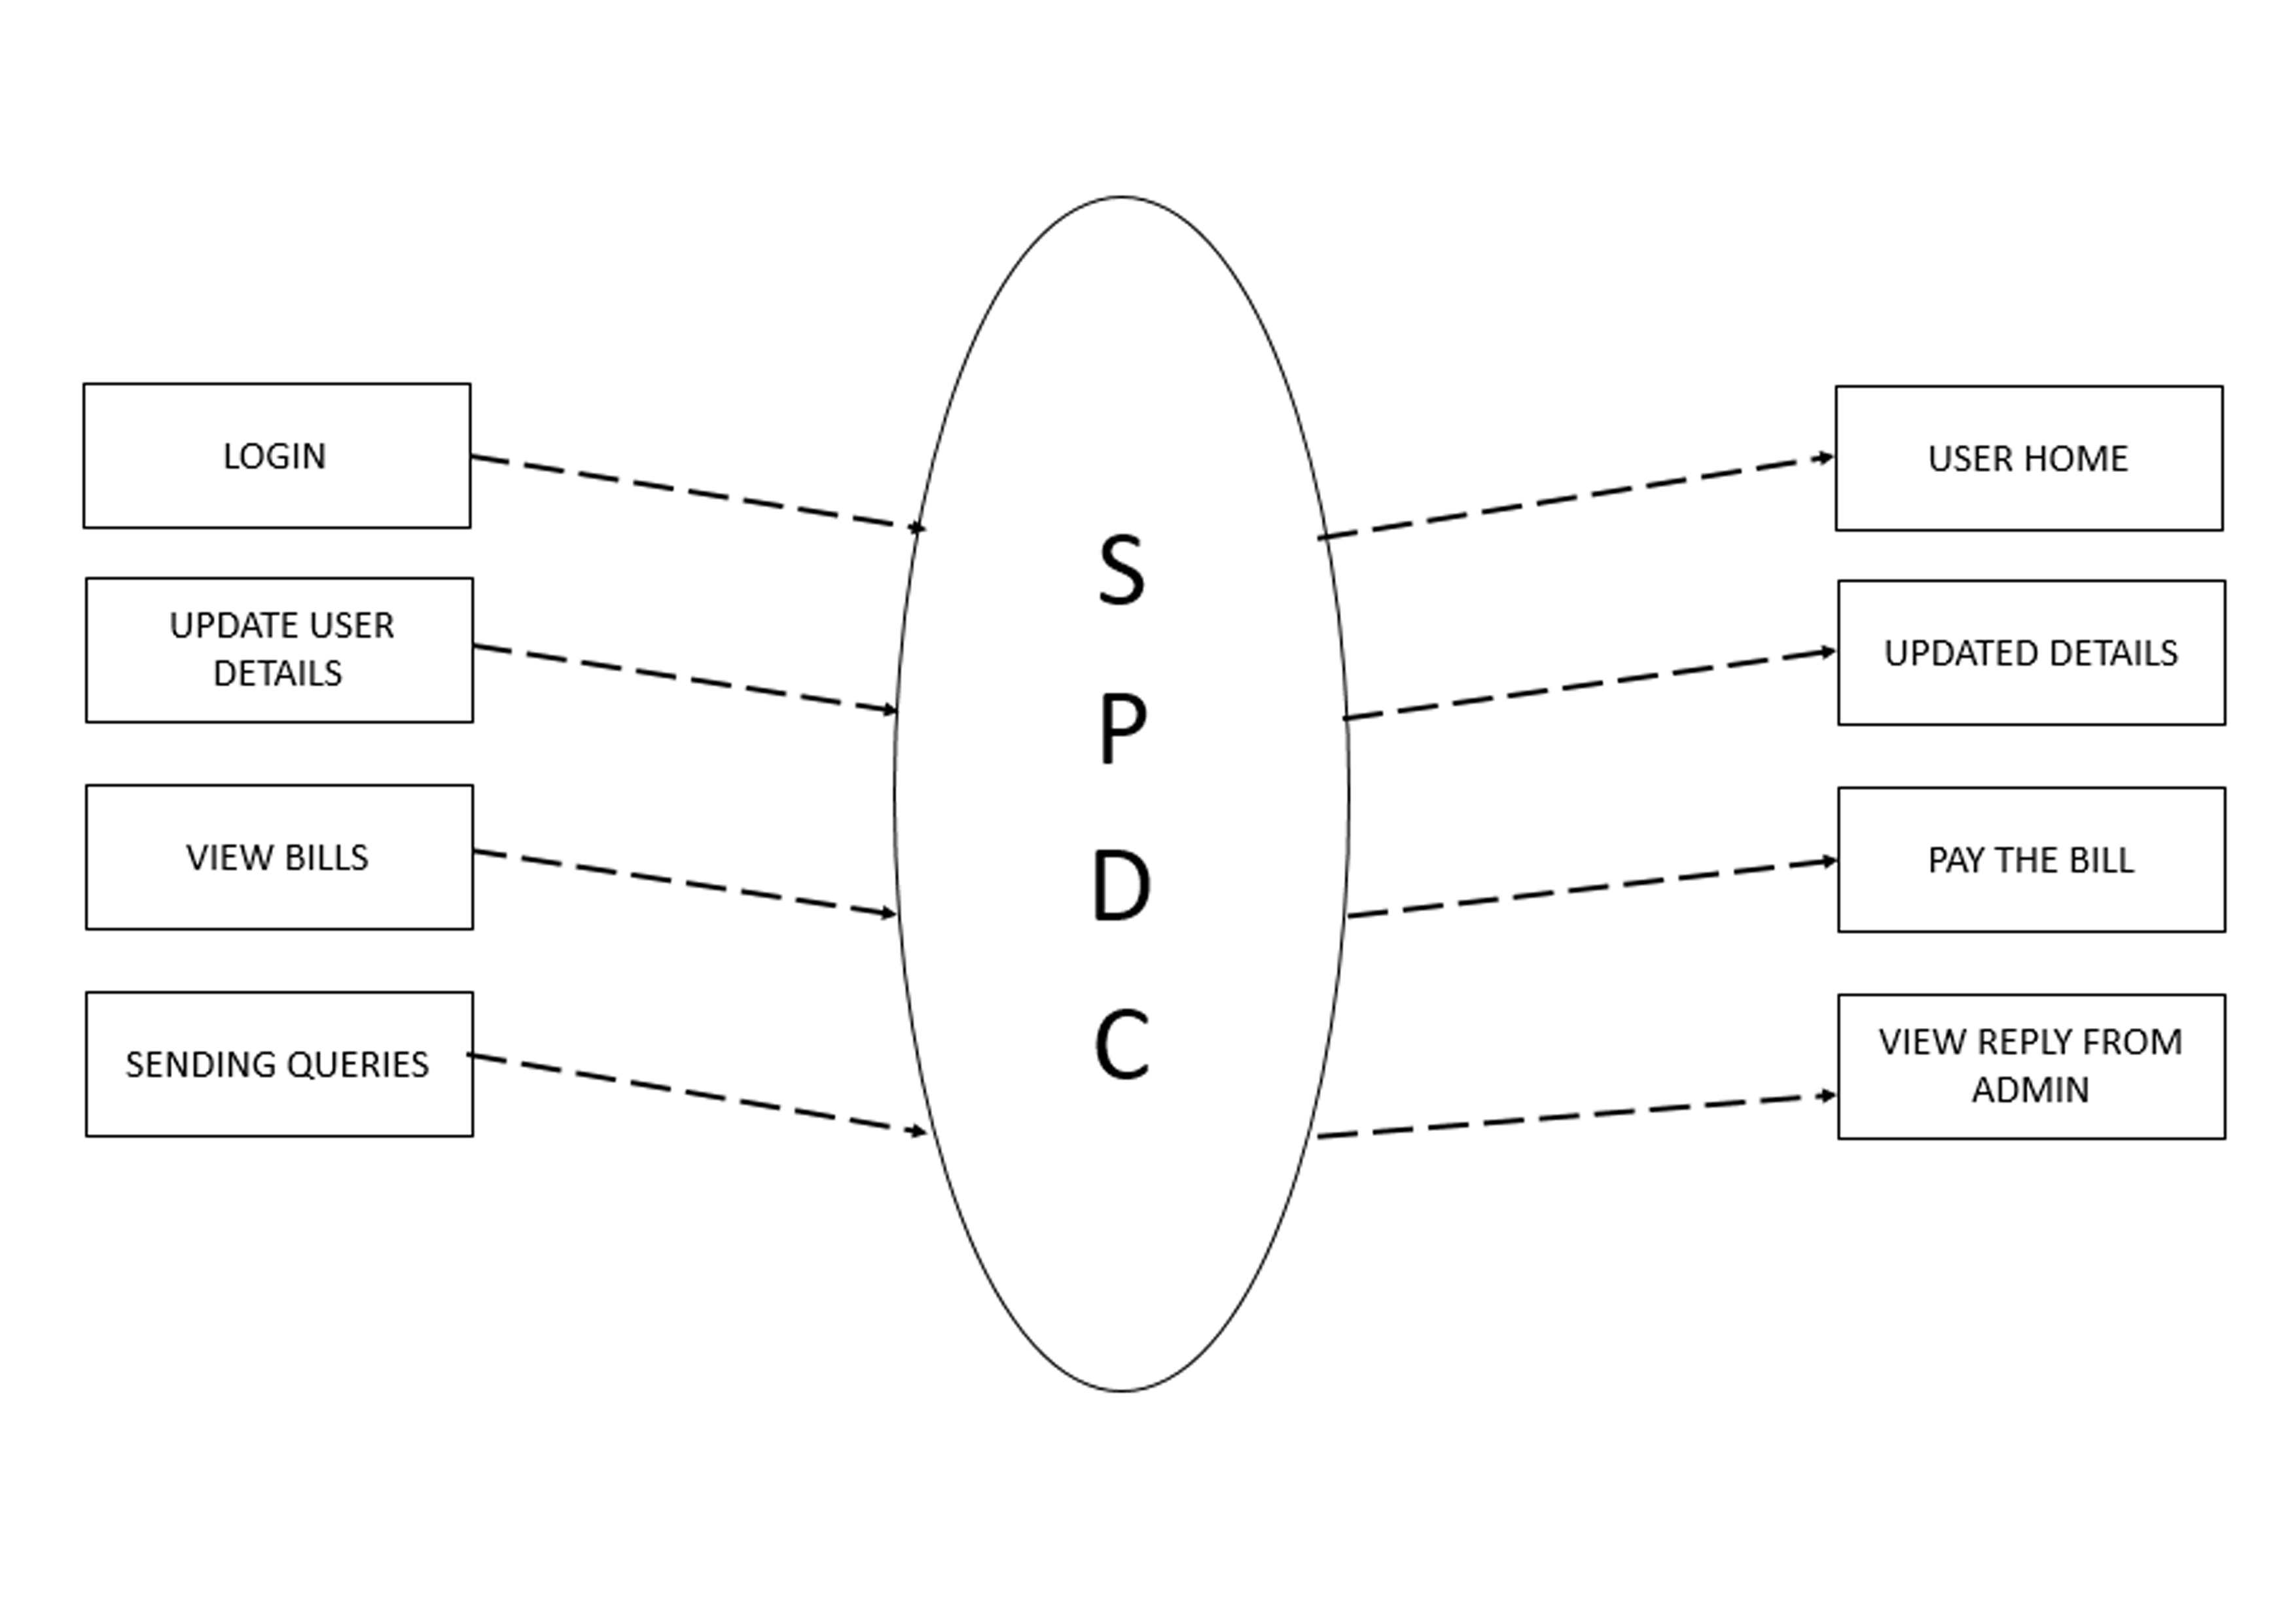 LOGIN
UPDATE USER
DETAILS
VIEW BILLS
SENDING QUERIES
S
P
D
C
USER HOME
UPDATED DETAILS
PAY THE BILL
VIEW REPLY FROM
ADMIN